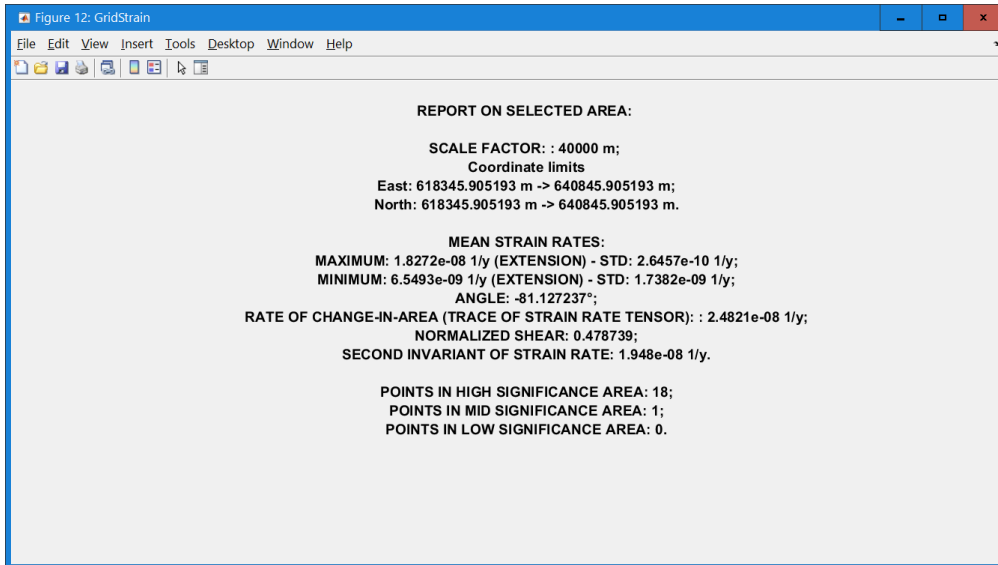 Figure 12: GridStrain
File Edit View Insert Tools Desktop Window Help
REPORT ON SELECTED AREA:
SCALE FACTOR: : 40000 m;
Coordinate limits
East: 618345.905193 m -> 640845.905193 m;
North: 618345.905193 m -> 640845.905193 m.
MEAN STRAIN RATES:
MAXIMUM: 1.8272e-08 1/y (EXTENSION) - STD: 2.6457e-10 1/y;
MINIMUM: 6.5493e-09 1/y (EXTENSION) - STD: 1.7382e-09 1/y;
ANGLE: -81.127237°;
RATE OF CHANGE-IN-AREA (TRACE OF STRAIN RATE TENSOR): : 2.4821e-08 1/y;
NORMALIZED SHEAR: 0.478739;
SECOND INVARIANT OF STRAIN RATE: 1.948e-08 1/y.
POINTS IN HIGH SIGNIFICANCE AREA: 18;
POINTS IN MID SIGNIFICANCE AREA: 1;
POINTS IN LOW SIGNIFICANCE AREA: 0.